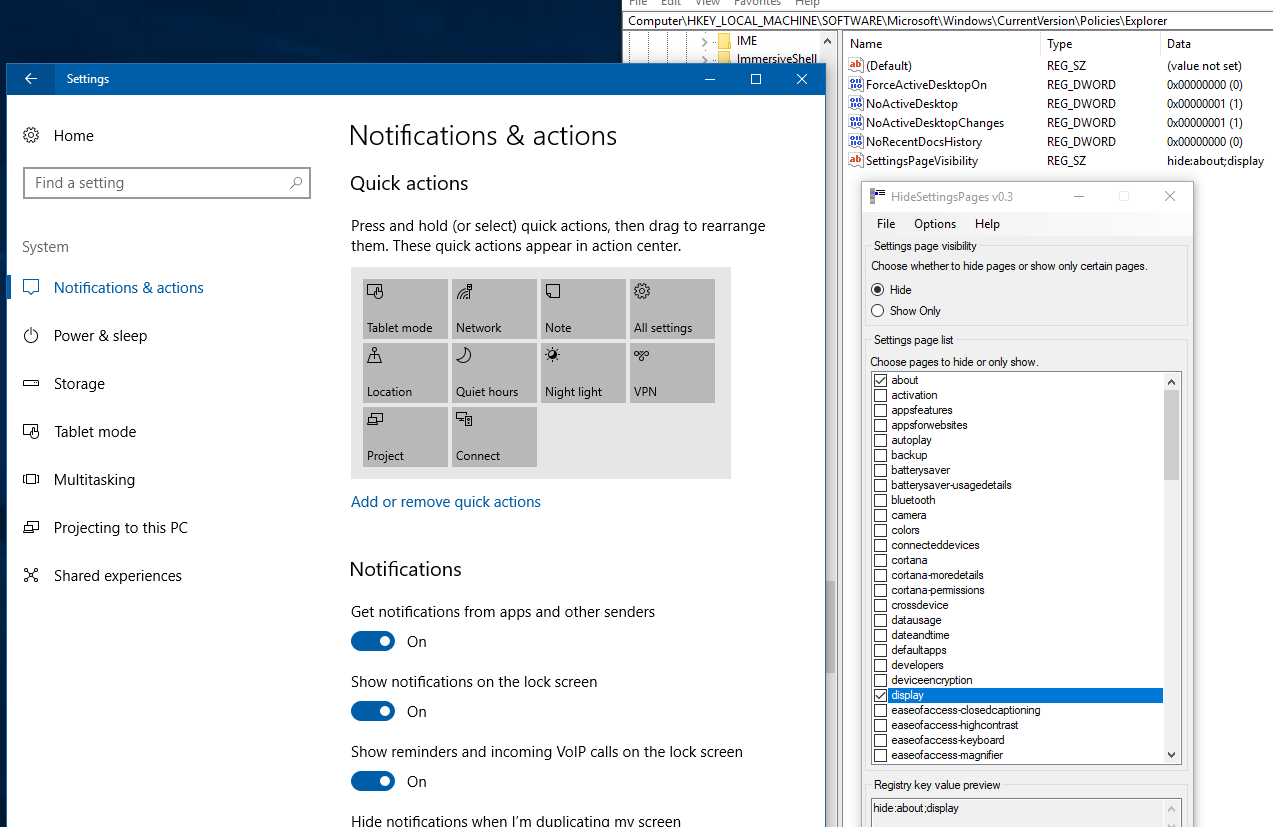 File Edit View Favorites Help
Computer\HKEY_LOCAL_MACHINE\SOFTWARE\Microsoft\Windows\CurrentVersion\Policies\Explorer
IME
ImmersiveShell
Name Type Data
(Default) REG_SZ (value not set)
ForceActiveDesktopOn REG_DWORD 0x00000000 (0)
NoActiveDesktop REG_DWORD 0x00000001 (1)
NoActiveDesktopChanges REG_DWORD 0x00000001 (1)
NoRecentDocsHistory REG_DWORD 0x00000000 (0)
SettingsPageVisibility REG_SZ hide:about;display
Settings
Home
Find a setting
System
Notifications & actions
Power & sleep
Storage
Tablet mode
Multitasking
Projecting to this PC
Shared experiences
Notifications & actions
Quick actions
Press and hold (or select) quick actions, then drag to rearrange
them. These quick actions appear in action center.
Tablet mode Network Note All settings
Location Quiet hours Night light VPN
Project Connect
Add or remove quick actions
Notifications
Get notifications from apps and other senders
On
Show notifications on the lock screen
On
Show reminders and incoming VoIP calls on the lock screen
On
Hide notifications when I'm duplicating my screen
HideSettingsPages v0.3
File Options Help
Settings page visibility
Choose whether to hide pages or show only certain pages.
Hide
Show Only
Settings page list
Choose pages to hide or only show.
about
activation
appsfeatures
appsforwebsites
autoplay
backup
batterysaver
batterysaver-usagedetails
bluetooth
camera
colors
connecteddevices
cortana
cortana-moredetails
cortana-permissions
crossdevice
datausage
dateandtime
defaultapps
developers
deviceencryption
display
easeofaccess-closedcaptioning
easeofaccess-highcontrast
easeofaccess-keyboard
easeofaccess-magnifier
Registry key value preview
hide:about;display